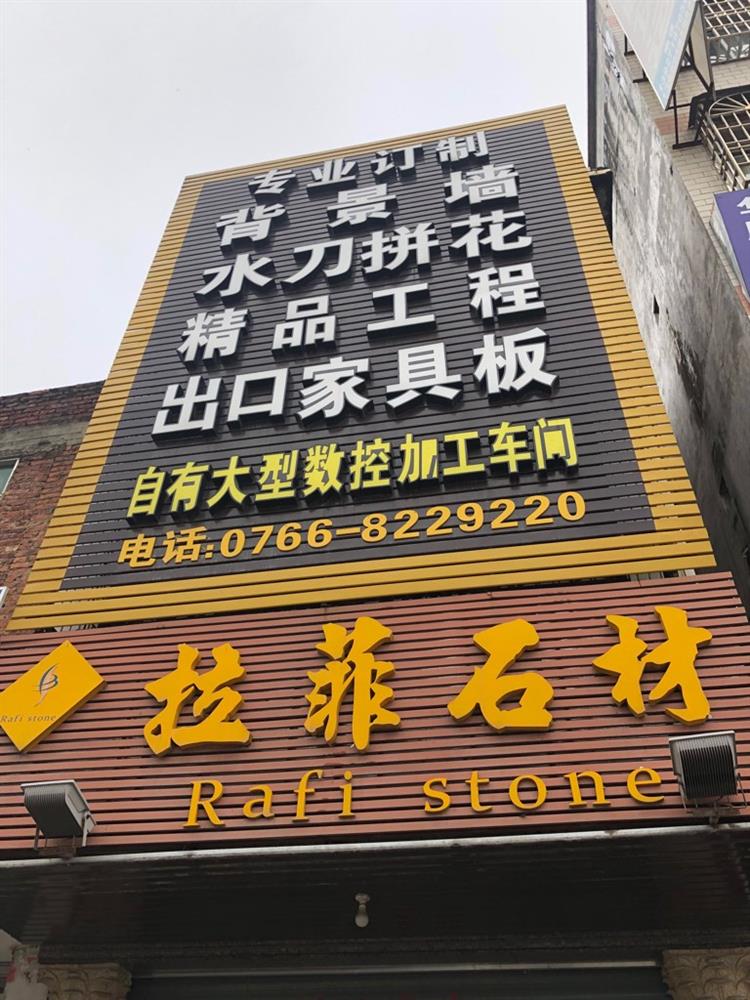 专业订制
背景墙
水刀拼花
精品工程
出口家具板
自有大型数控加工车间
电话:0766-8229220
拉菲石材
Rafi stone
Rafi stone